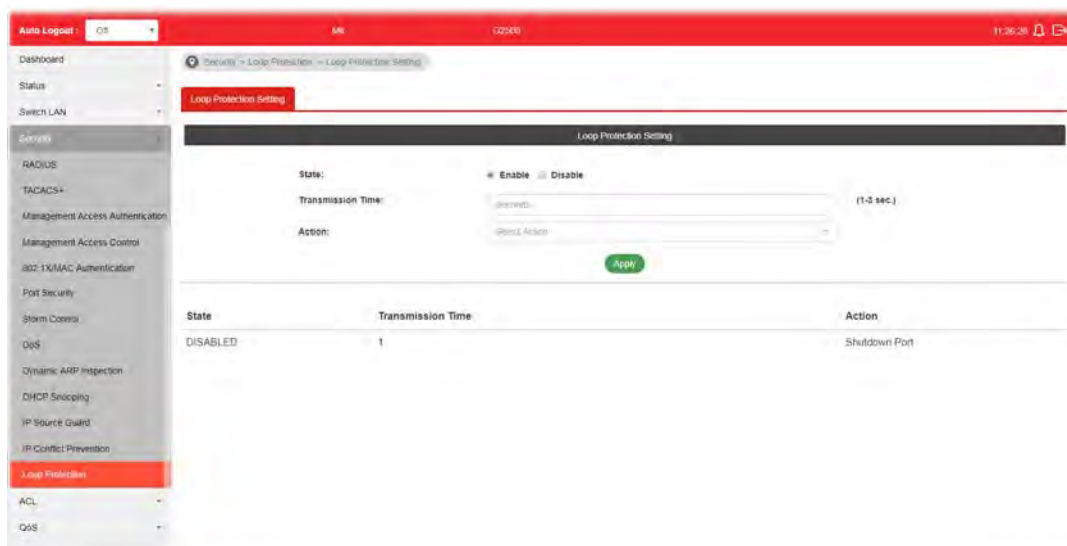 Auto Logout :
11:26:26
Dashboard
Security > Loop Protection > Loop Protection Setting
Status
Loop Protection Setting
Switch LAN
Security
Loop Protection Setting
RADIUS
State:
Enable
Disable
TACACS+
Transmission Time:
Seconds
(1-3 sec.)
Management Access Authentication
Action:
Select Action
Management Access Control
Apply
802.1X/MAC Authentication
Port Security
Storm Control
State
Transmission Time
Action
DoS
DISABLED
1
Shutdown Port
Dynamic ARP Inspection
DHCP Snooping
IP Source Guard
IP Conflict Prevention
Loop Protection
ACL
QoS